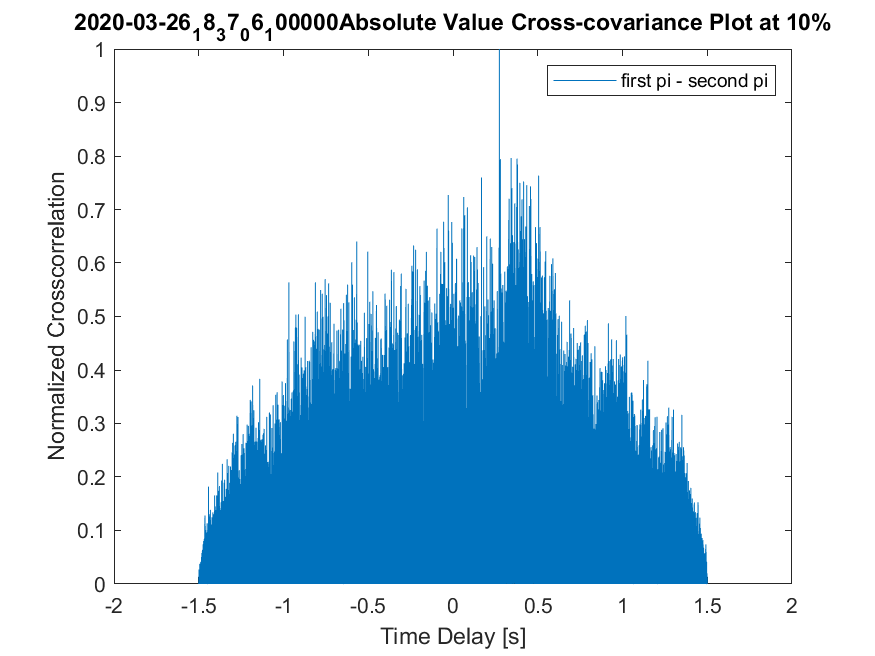 2020-03-26₁8₃7₀6₁00000Absolute Value Cross-covariance Plot at 10%
first pi - second pi
1
0.9
0.8
0.7
0.6
0.5
0.4
0.3
0.2
0.1
0
Normalized Crosscorrelation
-2 -1.5 -1 -0.5 0 0.5 1 1.5 2
Time Delay [s]